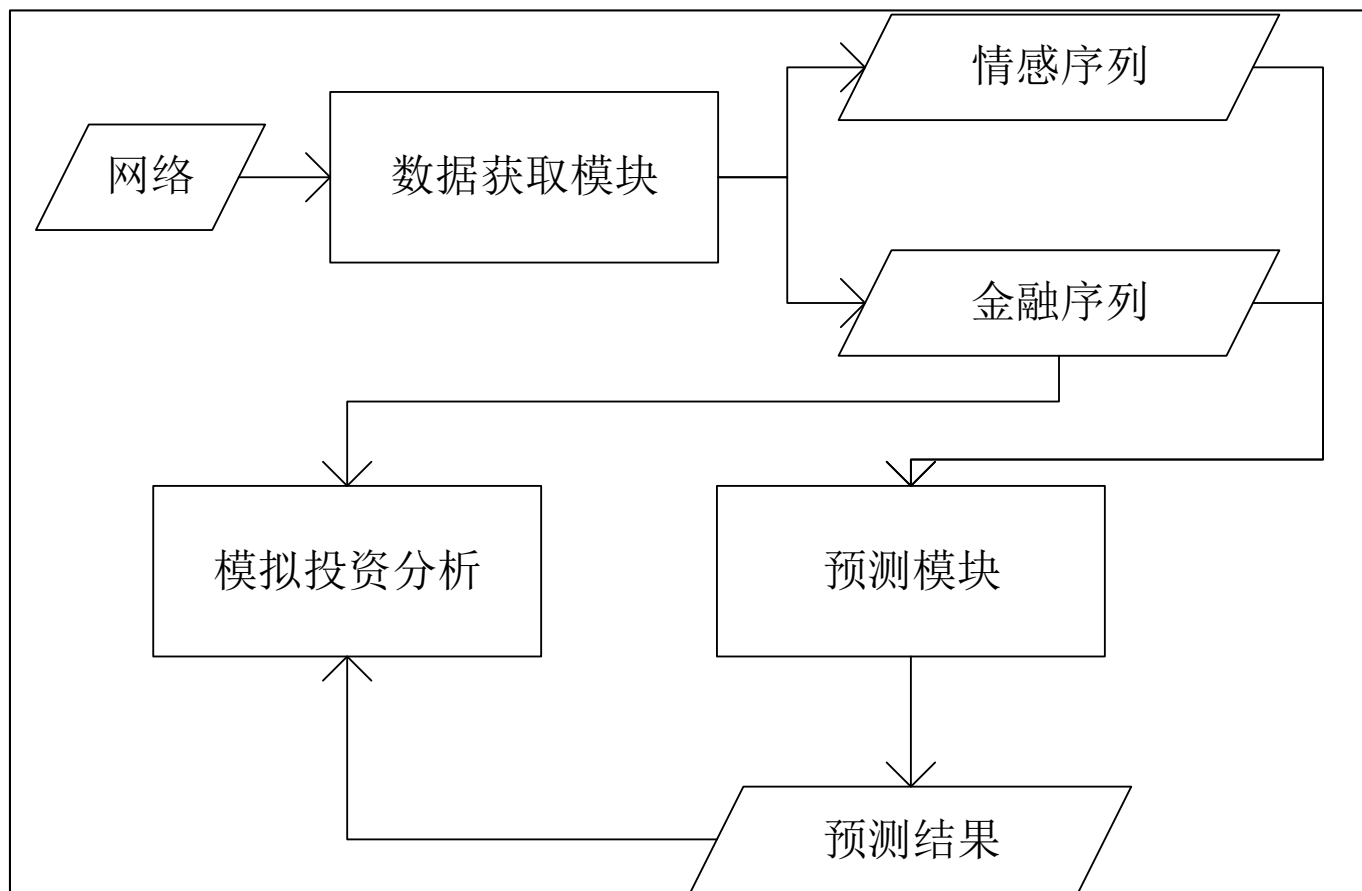 情感序列
网络
数据获取模块
金融序列
模拟投资分析
预测模块
预测结果